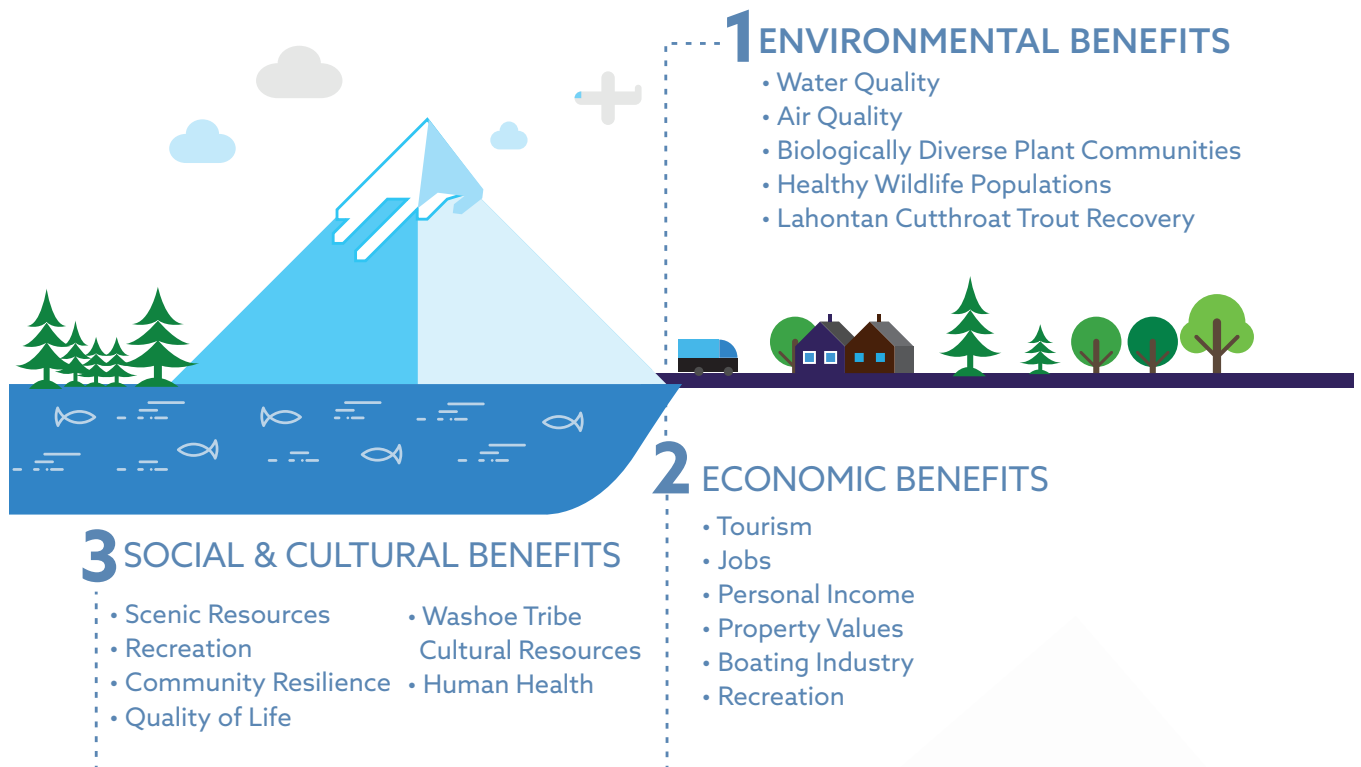 1 ENVIRONMENTAL BENEFITS
• Water Quality
• Air Quality
• Biologically Diverse Plant Communities
• Healthy Wildlife Populations
• Lahontan Cutthroat Trout Recovery
2 ECONOMIC BENEFITS
• Tourism
• Jobs
• Personal Income
• Property Values
• Boating Industry
• Recreation
3 SOCIAL & CULTURAL BENEFITS
• Scenic Resources
• Recreation
• Community Resilience
• Quality of Life
• Washoe Tribe
Cultural Resources
• Human Health